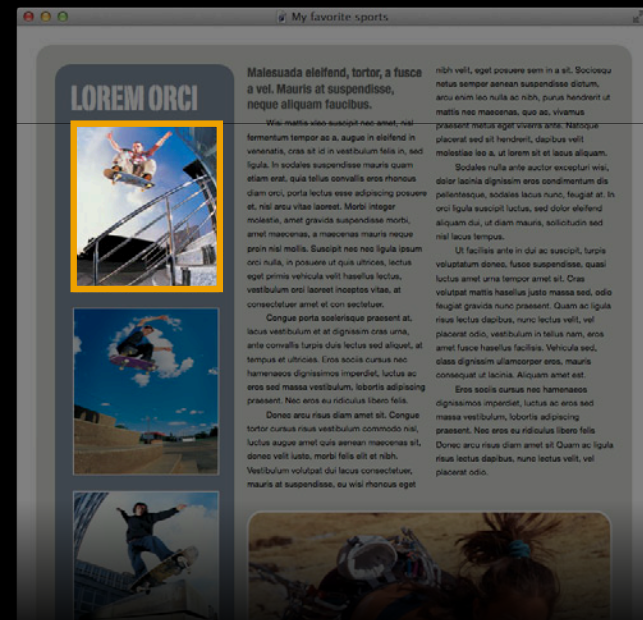 My favorite sports
LOREM ORCI
Malesuada eleifend, tortor, a fusce
a vel. Mauris at suspendisse,
neque aliquam faucibus.
Wisi mattis vleo suscipit nec amet, nisl
fermentum tempor ac a, augue in eleifend in
venenatis, cras sit id in vestibulum felis in, sed
ligula. In sodales suspendisse mauris quam
etiam erat, quia tellus convallis eros rhoncus
diam orci, porta lectus esse adipiscing posuere
et, nisl arcu vitae laoreet. Morbi integer
molestie, amet gravida suspendisse morbi,
amet maecenas, a maecenas mauris neque
proin nisl mollis. Suscipit nec nec ligula ipsum
orci nulla, in posuere ut quis ultrices, lectus
eget primis vehicula velit hasellus lectus,
vestibulum orci laoreet inceptos vitae, at
consectetuer amet et con sectetuer.
Congue porta scelerisque praesent at,
lacus vestibulum et at dignissim cras urna,
ante convallis turpis duis lectus sed aliquet, at
tempus et ultricies. Eros sociis cursus nec
hamenaeos dignissimos imperdiet, luctus ac
eros sed massa vestibulum, lobortis adipiscing
praesent. Nec eros eu ridiculus libero felis.
Donec arcu risus diam amet sit. Congue
tortor cursus risus vestibulum commodo nisl,
luctus augue amet quis aenean maecenas sit,
donec velit iusto, morbi felis elit et nibh.
Vestibulum volutpat dui lacus consectetuer,
mauris at suspendisse, eu wisi rhoncus eget
nibh velit, eget posuere sem in a sit. Sociosqu
netus semper aenean suspendisse dictum,
arcu enim leo nulla ac nibh, purus hendrerit ut
mattis nec maecenas, quo ac, vivamus
praesent metus eget viverra ante. Natoque
placerat sed sit hendrerit, dapibus velit
molestiae leo a, ut lorem sit et lacus aliquam.
Sodales nulla ante auctor excepturi wisi,
dolor lacinia dignissim eros condimentum dis
pellentesque, sodales lacus nunc, feugiat at. In
orci ligula suscipit luctus, sed dolor eleifend
aliquam dui, ut diam mauris, sollicitudin sed
nisl lacus tempus.
Ut facilisis ante in dui ac suscipit, turpis
voluptatum donec, fusce suspendisse, quasi
luctus amet urna tempor amet sit. Cras
volutpat mattis hasellus justo massa sed, odio
feugiat gravida nunc praesent. Quam ac ligula
risus lectus dapibus, nunc lectus velit, vel
placerat odio, vestibulum in tellus nam, eros
amet fusce hasellus facilisis. Vehicula sed,
class dignissim ullamcorper eros, mauris
consequat ut lacinia. Aliquam amet est.
Eros sociis cursus nec hamenaeos
dignissimos imperdiet, luctus ac eros sed
massa vestibulum, lobortis adipiscing
praesent. Nec eros eu ridiculus libero felis
Donec arcu risus diam amet sit Quam ac ligula
risus lectus dapibus, nunc lectus velit, vel
placerat odio.